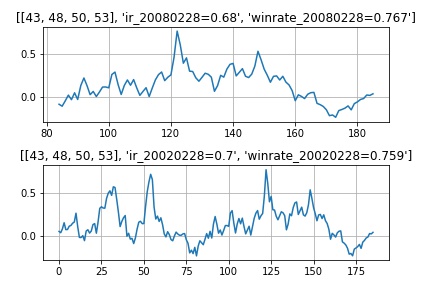 [[43, 48, 50, 53], 'ir_20080228=0.68', 'winrate_20080228=0.767']
0.5
0.0
80 100 120 140 160 180
[[43, 48, 50, 53], 'ir_20020228=0.7', 'winrate_20020228=0.759']
0.5
0.0
0 25 50 75 100 125 150 175